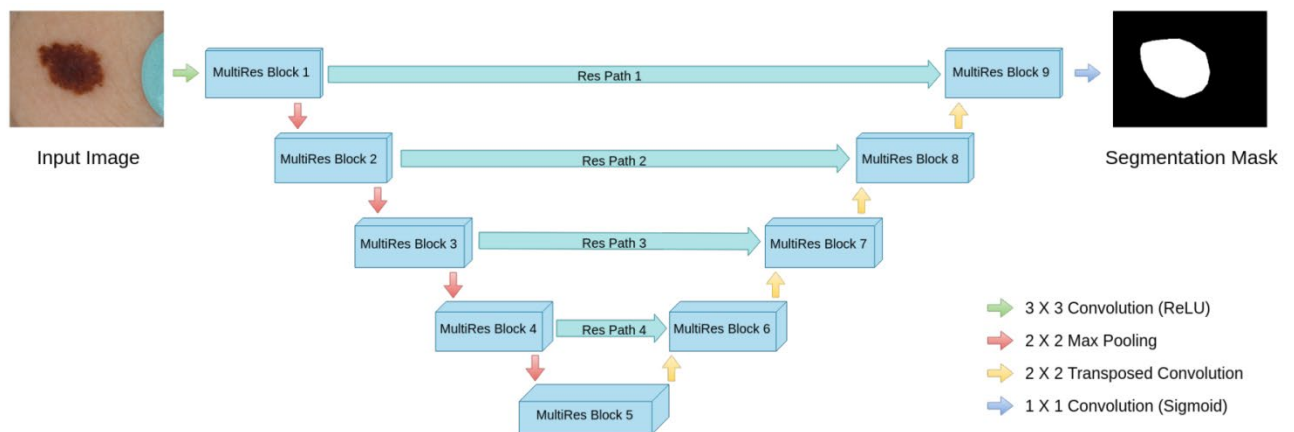 MultiRes Block 1
Res Path 1
MultiRes Block 9
MultiRes Block 2
Res Path 2
MultiRes Block 8
Input Image
Segmentation Mask
MultiRes Block 3
Res Path 3
MultiRes Block 7
MultiRes Block 4
Res Path 4
MultiRes Block 6
MultiRes Block 5
3 X 3 Convolution (ReLU)
2 X 2 Max Pooling
2 X 2 Transposed Convolution
1 X 1 Convolution (Sigmoid)